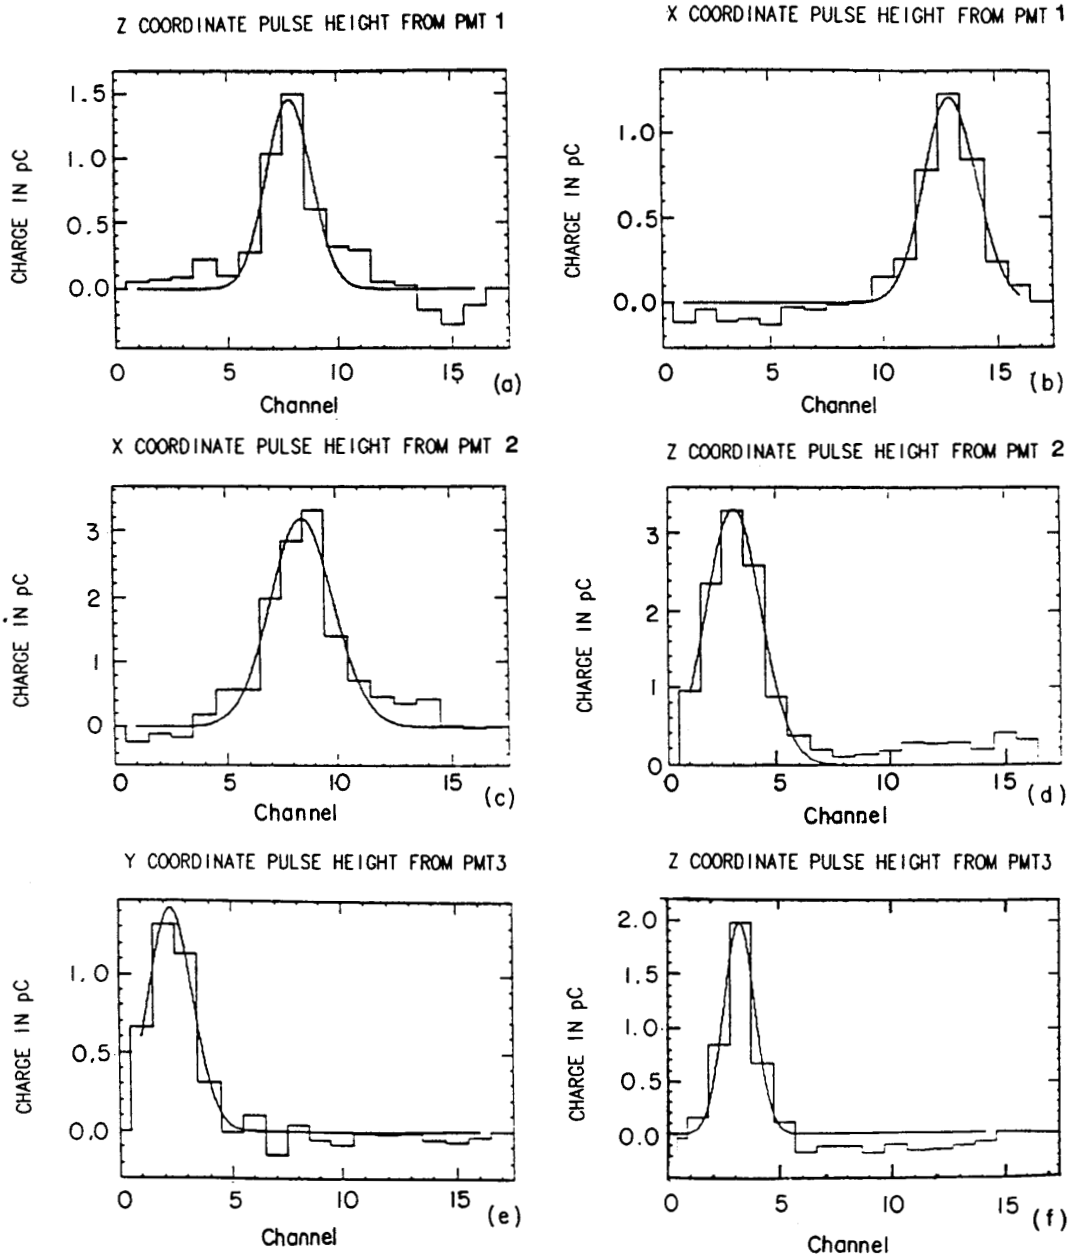 Z COORDINATE PULSE HEIGHT FROM PMT 1
CHARGE IN pC
1.5
1.0
0.5
0.0
0 5 10 15
(a)
Channel
X COORDINATE PULSE HEIGHT FROM PMT 1
CHARGE IN pC
1.0
0.5
0.0
0 5 10 15
(b)
Channel
X COORDINATE PULSE HEIGHT FROM PMT 2
CHARGE IN pC
3
2
1
0
0 5 10 15
(c)
Channel
Z COORDINATE PULSE HEIGHT FROM PMT 2
CHARGE IN pC
3
2
1
0
0 5 10 15
(d)
Channel
Y COORDINATE PULSE HEIGHT FROM PMT3
CHARGE IN pC
1.0
0.5
0.0
0 5 10 15
(e)
Channel
Z COORDINATE PULSE HEIGHT FROM PMT3
CHARGE IN pC
2.0
1.5
1.0
0.5
0.0
0 5 10 15
(f)
Channel